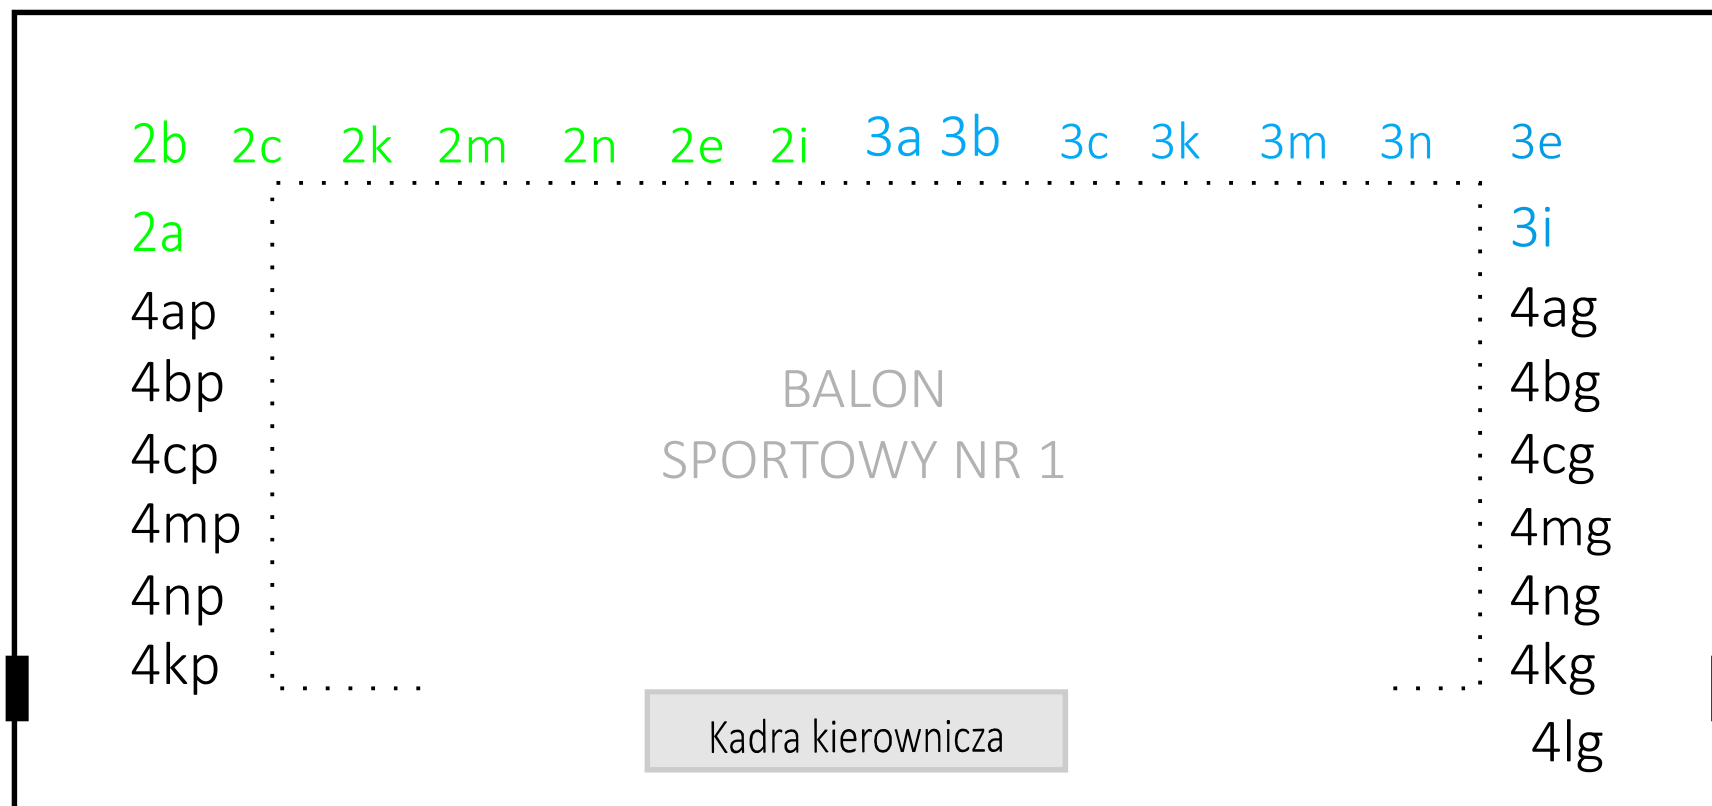 2b 2c 2k 2m 2n 2e 2i 3a 3b 3c 3k 3m 3n 3e
2a 3i
4ap 4ag
4bp 4bg
BALON
4cp SPORTOWY NR 1 4cg
4mp 4mg
4np 4ng
4kp 4kg
Kadra kierownicza 4lg